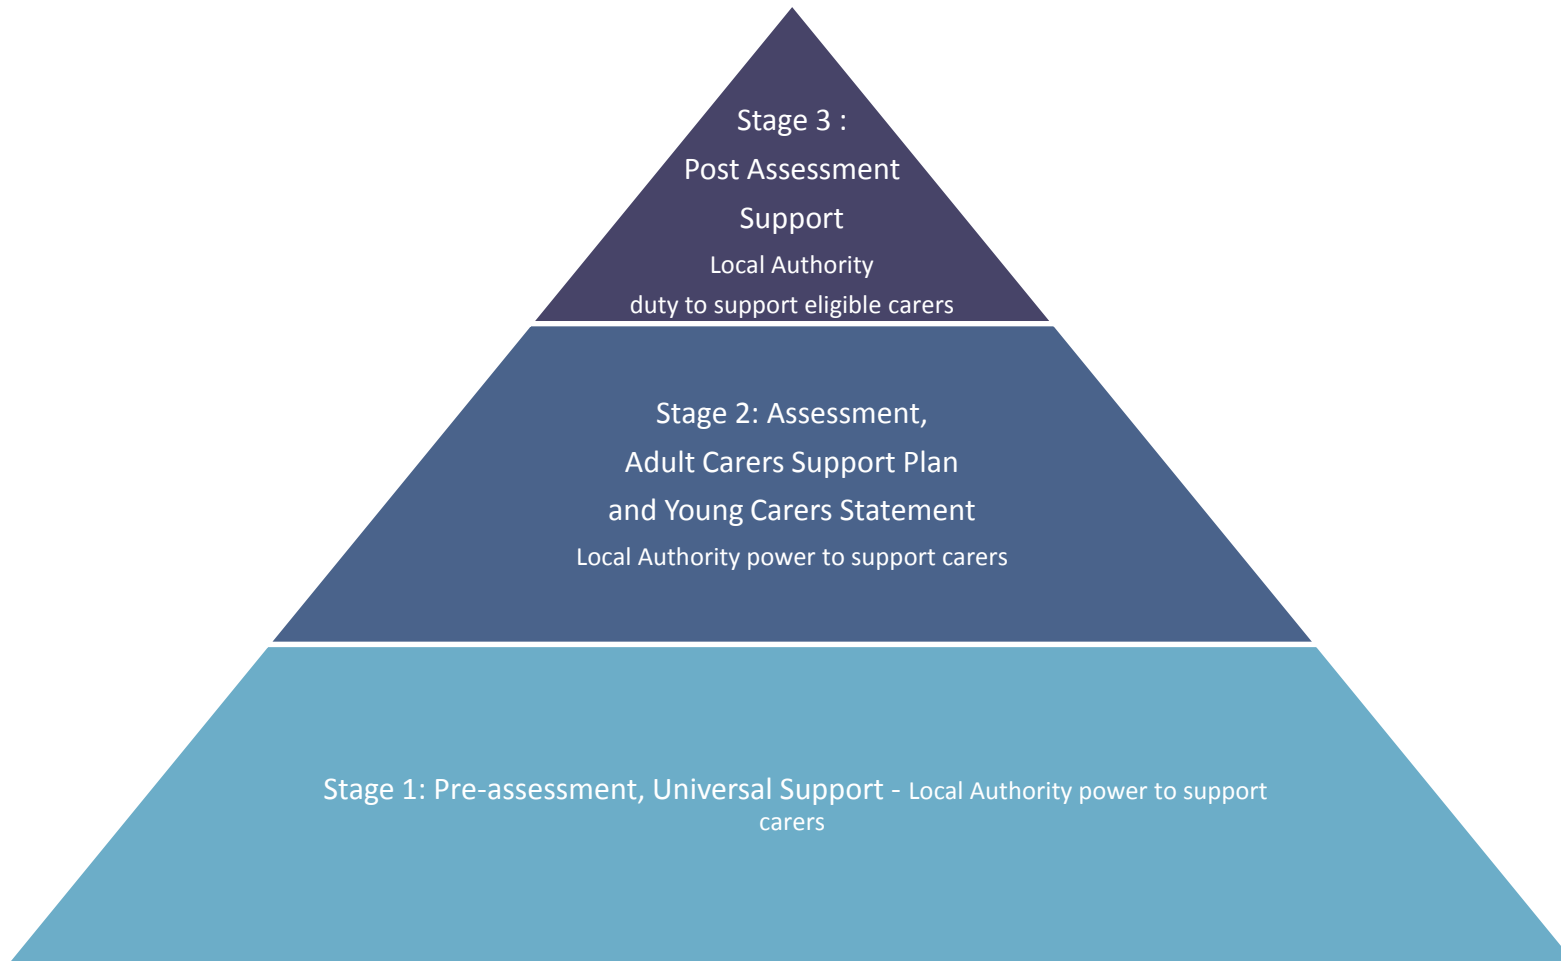 Stage 3 :
Post Assessment
Support
Local Authority
duty to support eligible carers
Stage 2: Assessment,
Adult Carers Support Plan
and Young Carers Statement
Local Authority power to support carers
Stage 1: Pre-assessment, Universal Support - Local Authority power to support
carers